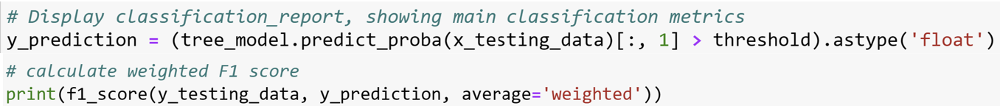 # Display classification_report, showing main classification metrics
y_prediction = (tree_model.predict_proba(x_testing_data)[:, 1] > threshold).astype('float')
# calculate weighted F1 score
print(f1_score(y_testing_data, y_prediction, average='weighted'))